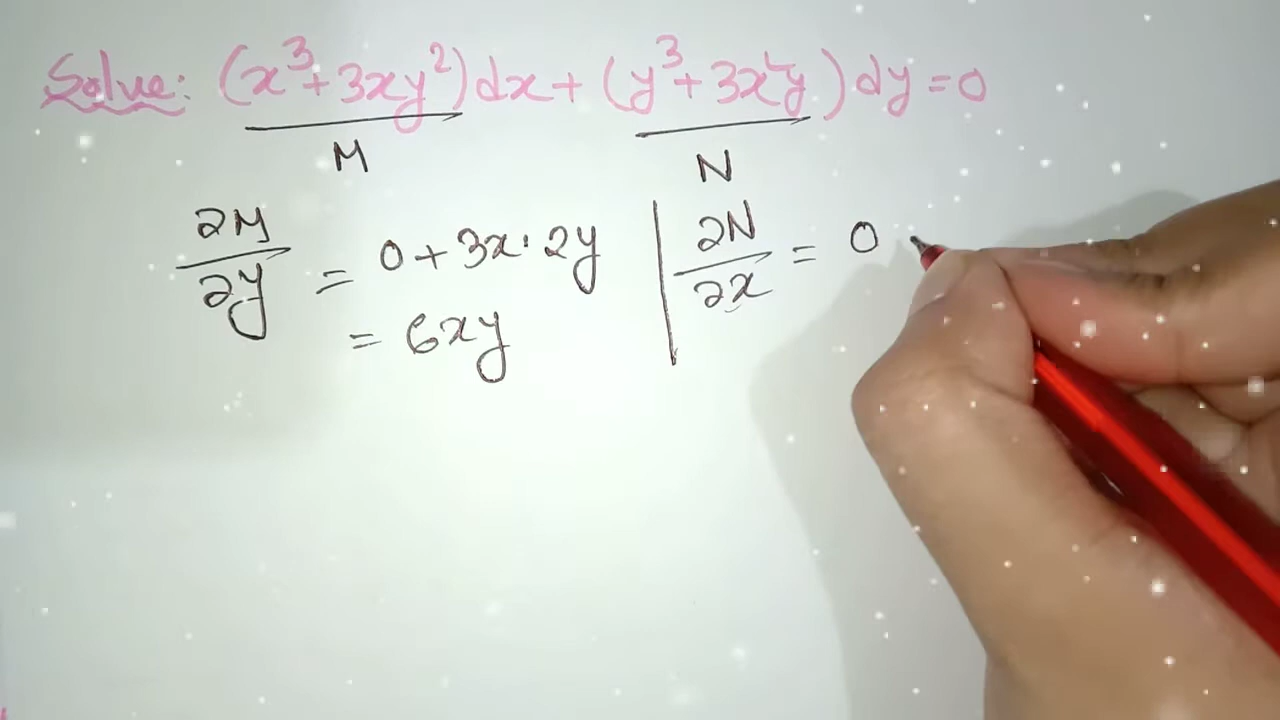 Solve: (x³+3xy²)dx+(y³+3x²y)dy=0
M N
∂M/∂y = 0+3x·2y | ∂N/∂x = 0
= 6xy